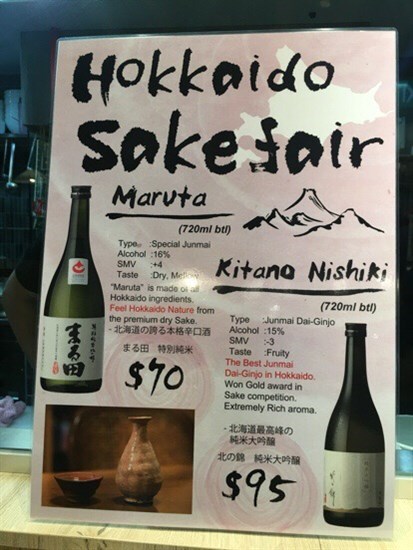 Hokkaido
Sake fair
Maruta
(720ml btl)
Type :Special Junmai
Alcohol :16%
SMV :+4
Taste :Dry, Mellow
"Maruta" is made of all
Hokkaido ingredients.
Feel Hokkaido Nature from
the premium dry Sake.
- 北海道の誇る本格辛口酒
まる田 特別純米
$70
まる田
Kitano Nishiki
(720ml btl)
Type :Junmai Dai-Ginjo
Alcohol :15%
SMV :-3
Taste :Fruity
The Best Junmai
Dai-Ginjo in Hokkaido.
Won Gold award in
Sake competition.
Extremely Rich aroma.
- 北海道最高峰の
純米大吟醸
北の錦 純米大吟醸
$95